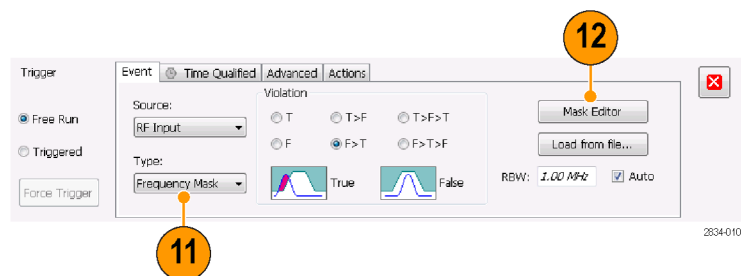 12
Trigger
Event Time Qualified Advanced Actions
Free Run
Triggered
Force Trigger
Source:
RF Input
Type:
Frequency Mask
Violation
T T>F T>F>T
F F>T F>T>F
True False
Mask Editor
Load from file...
RBW: 1.00 MHz Auto
11
2834-010